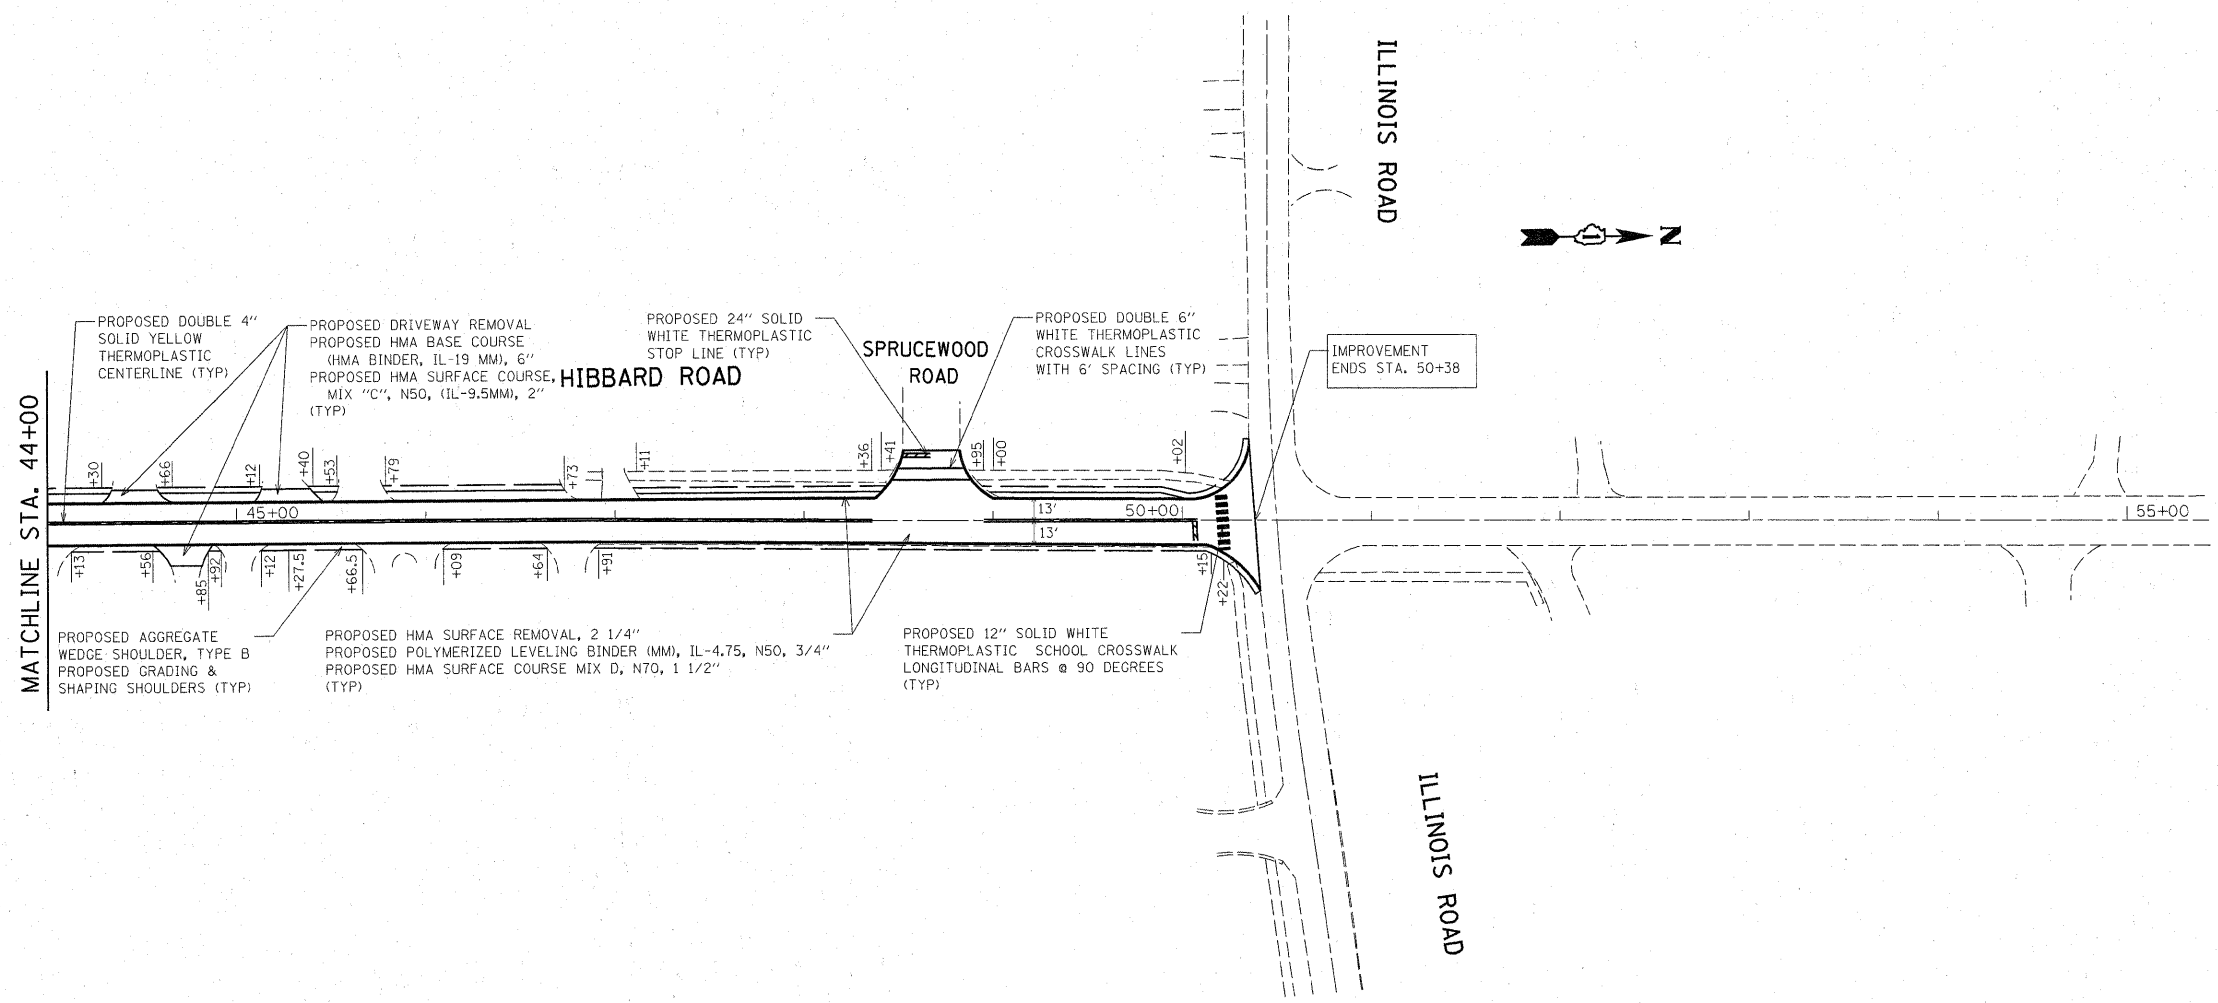 ILLINOIS ROAD
N
PROPOSED DOUBLE 4"
SOLID YELLOW
THERMOPLASTIC
CENTERLINE (TYP)
PROPOSED DRIVEWAY REMOVAL
PROPOSED HMA BASE COURSE
(HMA BINDER, IL-19 MM), 6"
PROPOSED HMA SURFACE COURSE,
MIX "C", N50, (IL-9.5MM), 2"
(TYP)
HIBBARD ROAD
PROPOSED 24" SOLID
WHITE THERMOPLASTIC
STOP LINE (TYP)
SPRUCEWOOD
ROAD
PROPOSED DOUBLE 6"
WHITE THERMOPLASTIC
CROSSWALK LINES
WITH 6' SPACING (TYP)
IMPROVEMENT
ENDS STA. 50+38
MATCHLINE STA. 44+00
+30
+66
+12
+40
+53
+79
+73
+11
+36
+41
+95
+00
+02
45+00
13'
13'
50+00
55+00
+13
+56
+85
+92
+12
+27.5
+66.5
+09
+64
+91
+15
+22
PROPOSED AGGREGATE
WEDGE SHOULDER, TYPE B
PROPOSED GRADING &
SHAPING SHOULDERS (TYP)
PROPOSED HMA SURFACE REMOVAL, 2 1/4"
PROPOSED POLYMERIZED LEVELING BINDER (MM), IL-4.75, N50, 3/4"
PROPOSED HMA SURFACE COURSE MIX D, N70, 1 1/2"
(TYP)
PROPOSED 12" SOLID WHITE
THERMOPLASTIC SCHOOL CROSSWALK
LONGITUDINAL BARS @ 90 DEGREES
(TYP)
ILLINOIS ROAD